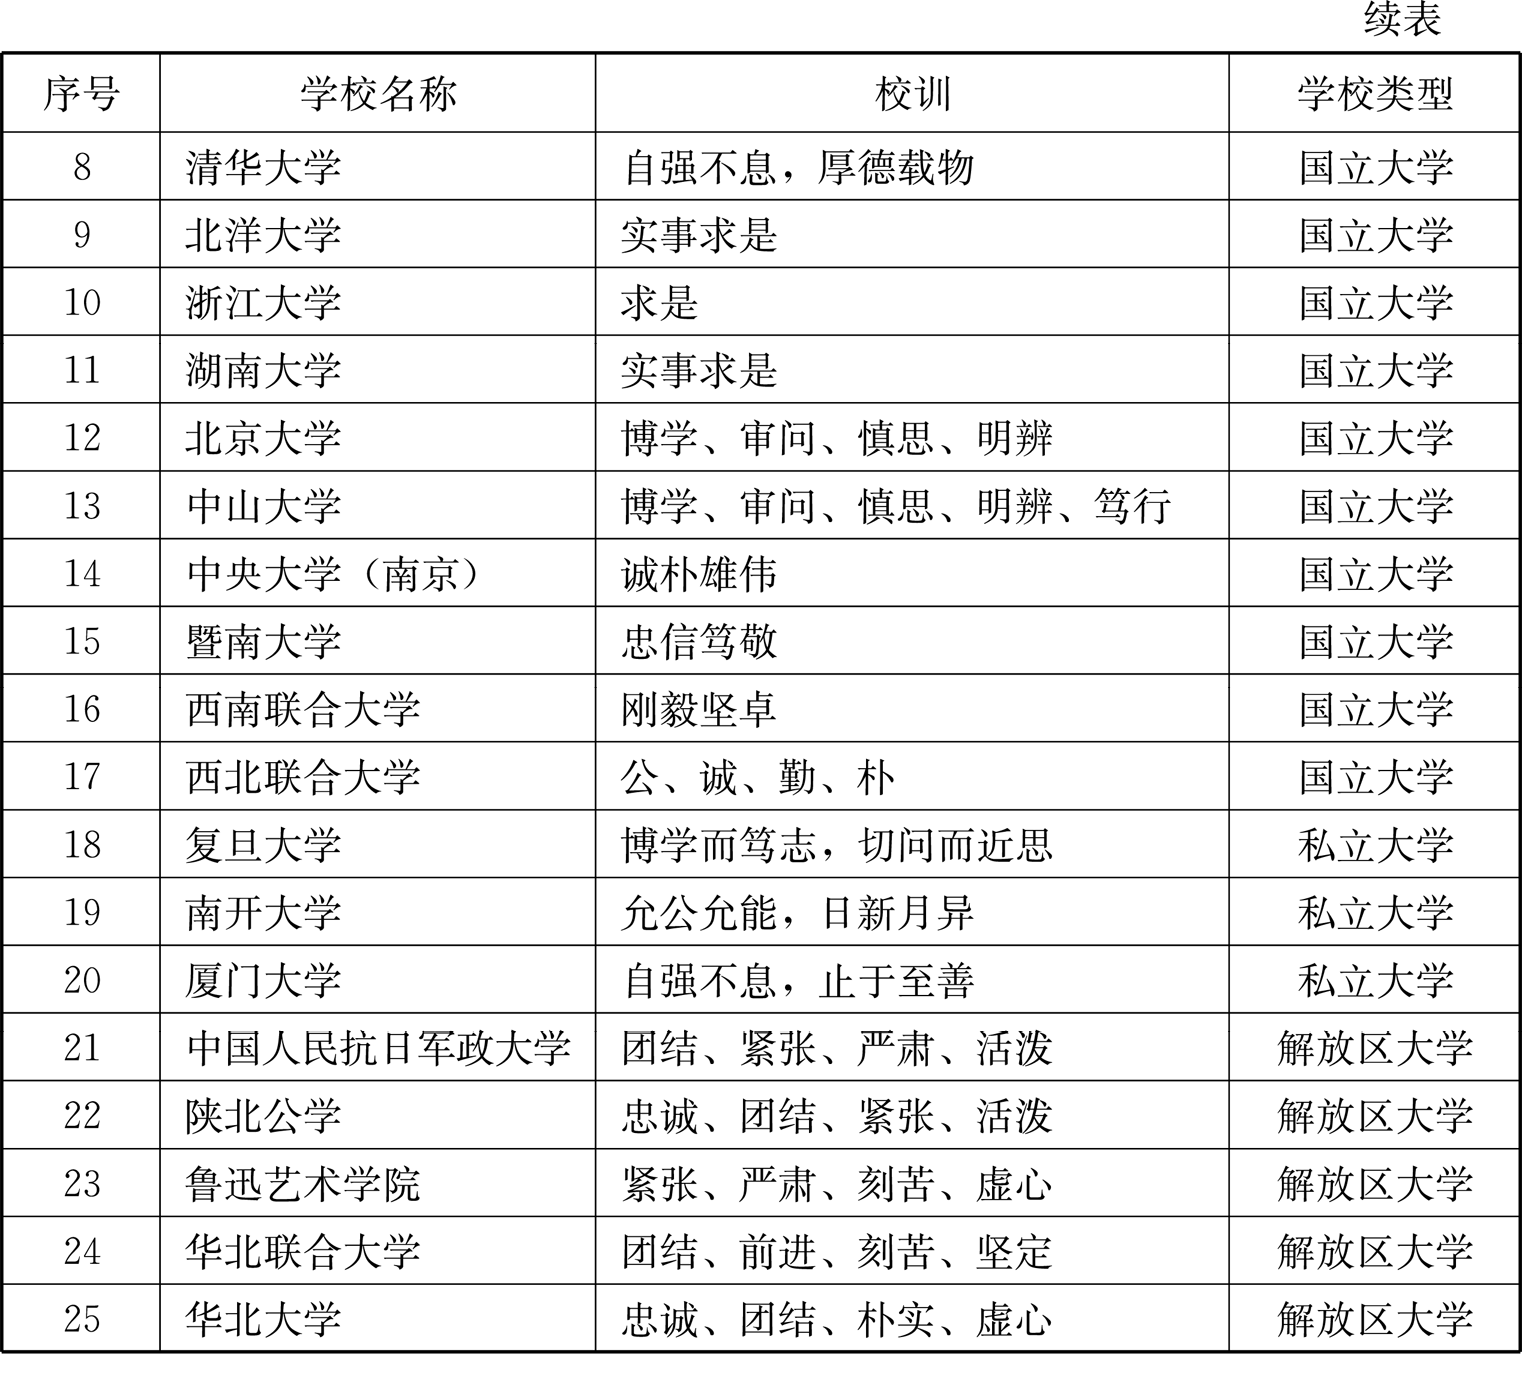 续表
序号 学校名称 校训 学校类型
8 清华大学 自强不息，厚德载物 国立大学
9 北洋大学 实事求是 国立大学
10 浙江大学 求是 国立大学
11 湖南大学 实事求是 国立大学
12 北京大学 博学、审问、慎思、明辨 国立大学
13 中山大学 博学、审问、慎思、明辨、笃行 国立大学
14 中央大学（南京） 诚朴雄伟 国立大学
15 暨南大学 忠信笃敬 国立大学
16 西南联合大学 刚毅坚卓 国立大学
17 西北联合大学 公、诚、勤、朴 国立大学
18 复旦大学 博学而笃志，切问而近思 私立大学
19 南开大学 允公允能，日新月异 私立大学
20 厦门大学 自强不息，止于至善 私立大学
21 中国人民抗日军政大学 团结、紧张、严肃、活泼 解放区大学
22 陕北公学 忠诚、团结、紧张、活泼 解放区大学
23 鲁迅艺术学院 紧张、严肃、刻苦、虚心 解放区大学
24 华北联合大学 团结、前进、刻苦、坚定 解放区大学
25 华北大学 忠诚、团结、朴实、虚心 解放区大学